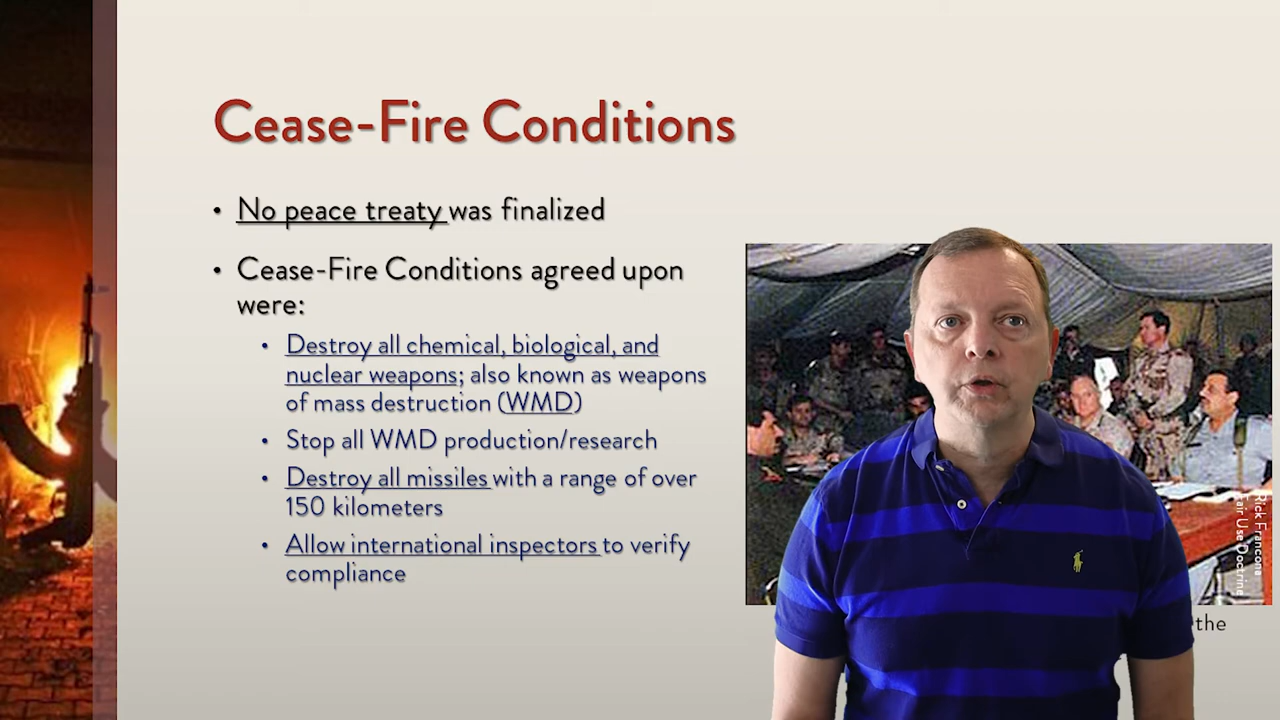 Cease-Fire Conditions
• No peace treaty was finalized
• Cease-Fire Conditions agreed upon
were:
• Destroy all chemical, biological, and
nuclear weapons; also known as weapons
of mass destruction (WMD)
• Stop all WMD production/research
• Destroy all missiles with a range of over
150 kilometers
• Allow international inspectors to verify
compliance
Rick Francona
Fair Use Doctrine
the